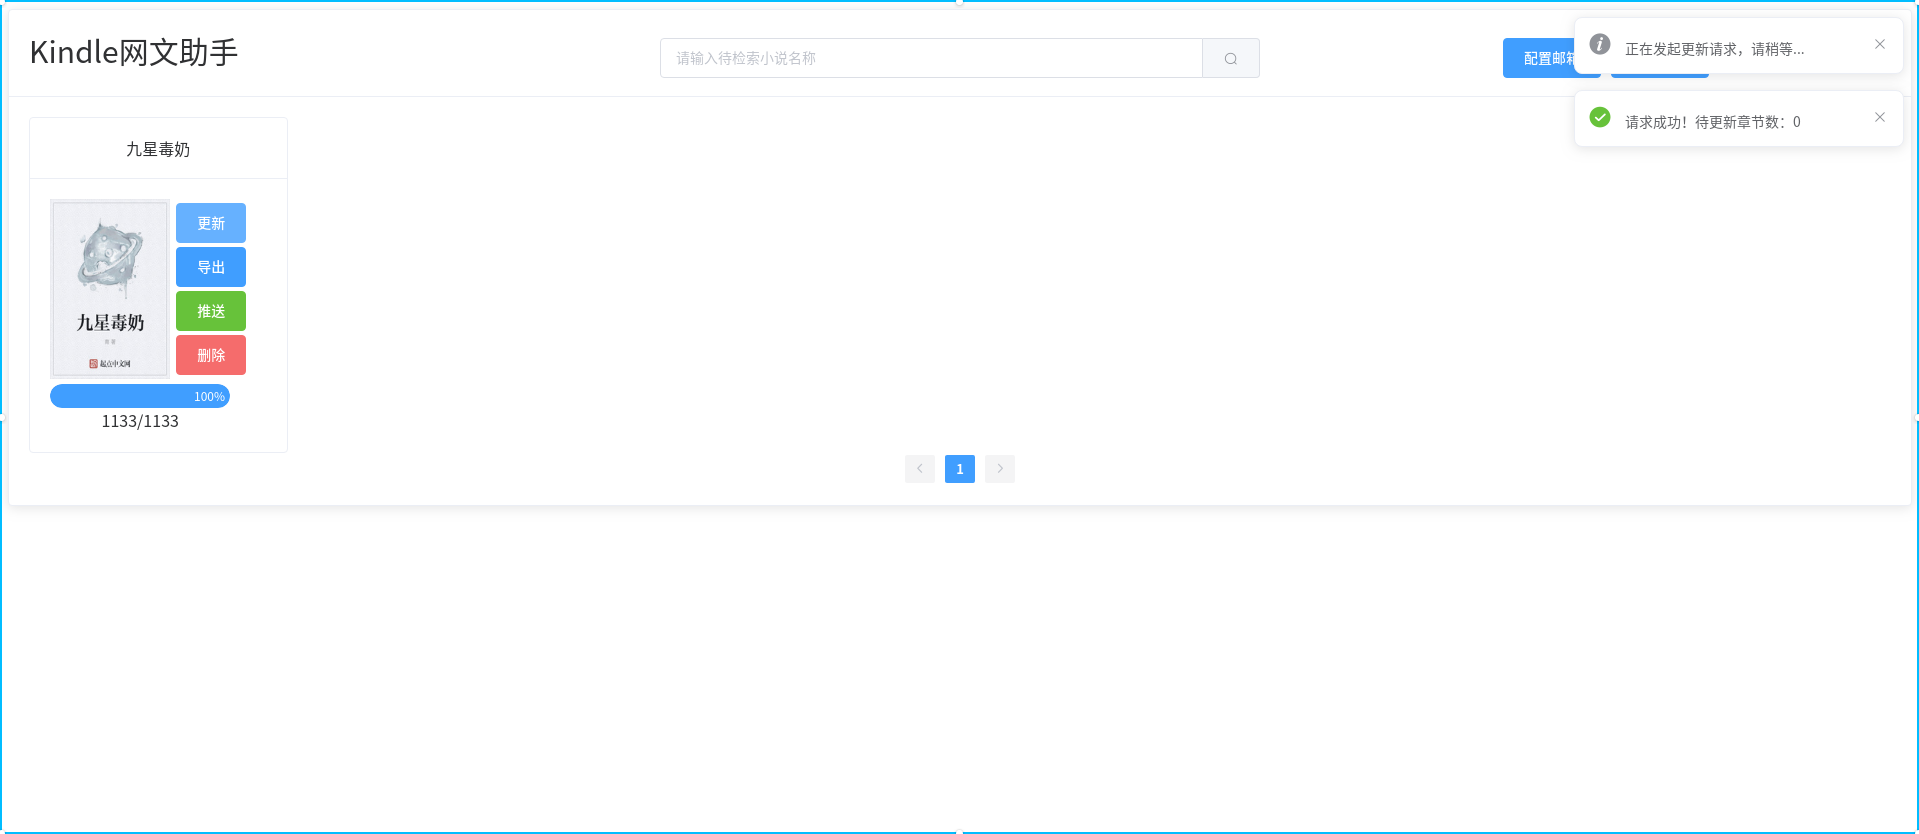 Kindle网文助手
请输入待检索小说名称
配置邮箱
正在发起更新请求，请稍等...
请求成功！待更新章节数：0
九星毒奶
更新
导出
推送
删除
九星毒奶
起点中文网
100%
1133/1133
1